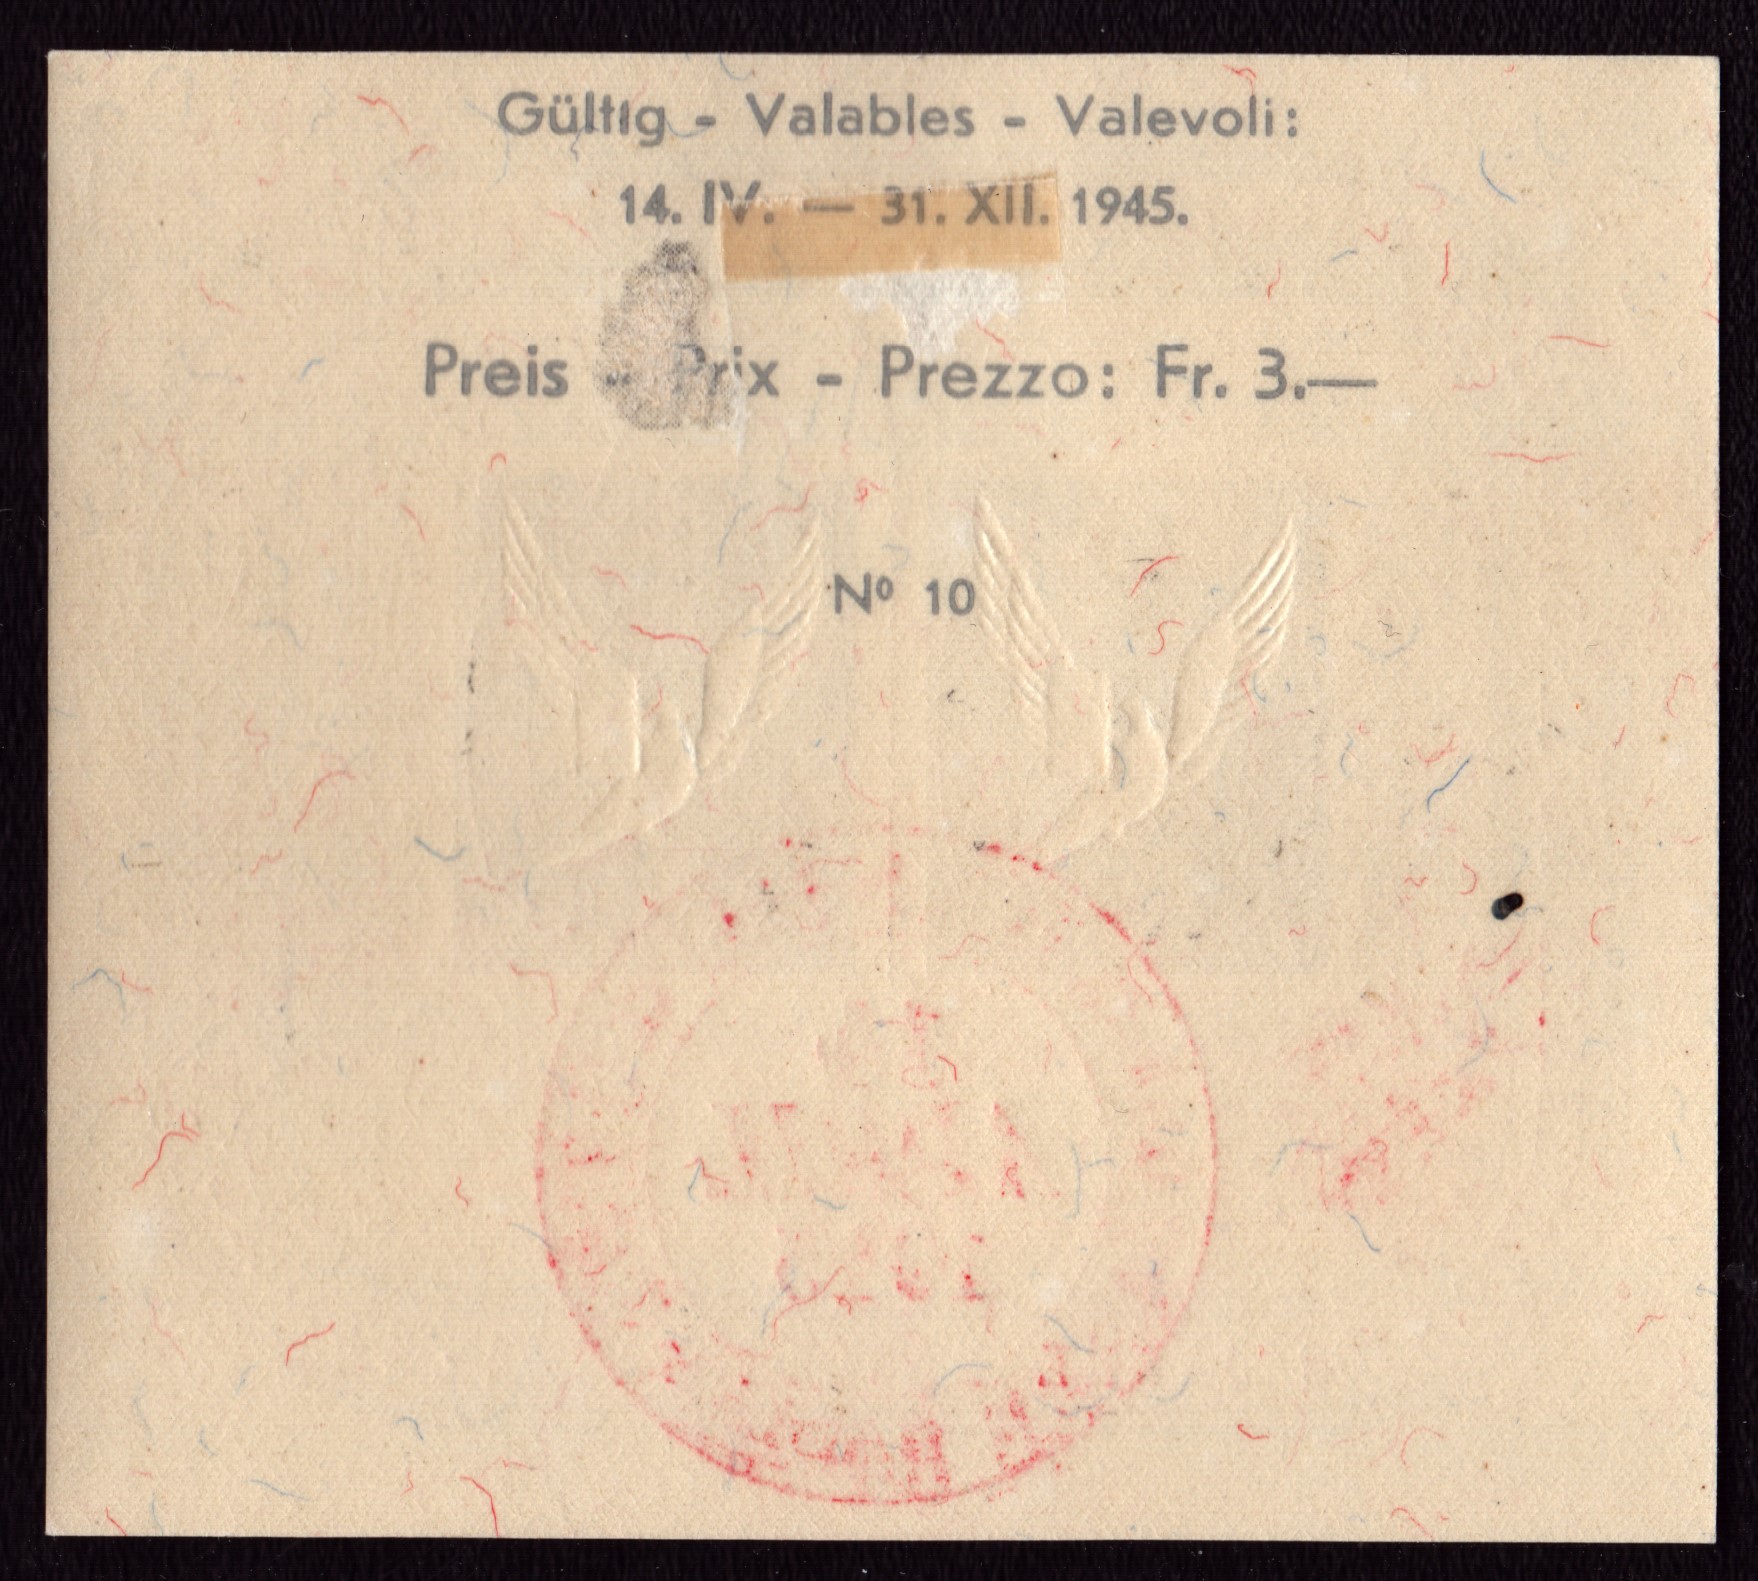 Gültig - Valables - Valevoli:
14. IV. — 31. XII. 1945.
Preis - Prix - Prezzo: Fr. 3.—
Nº 10